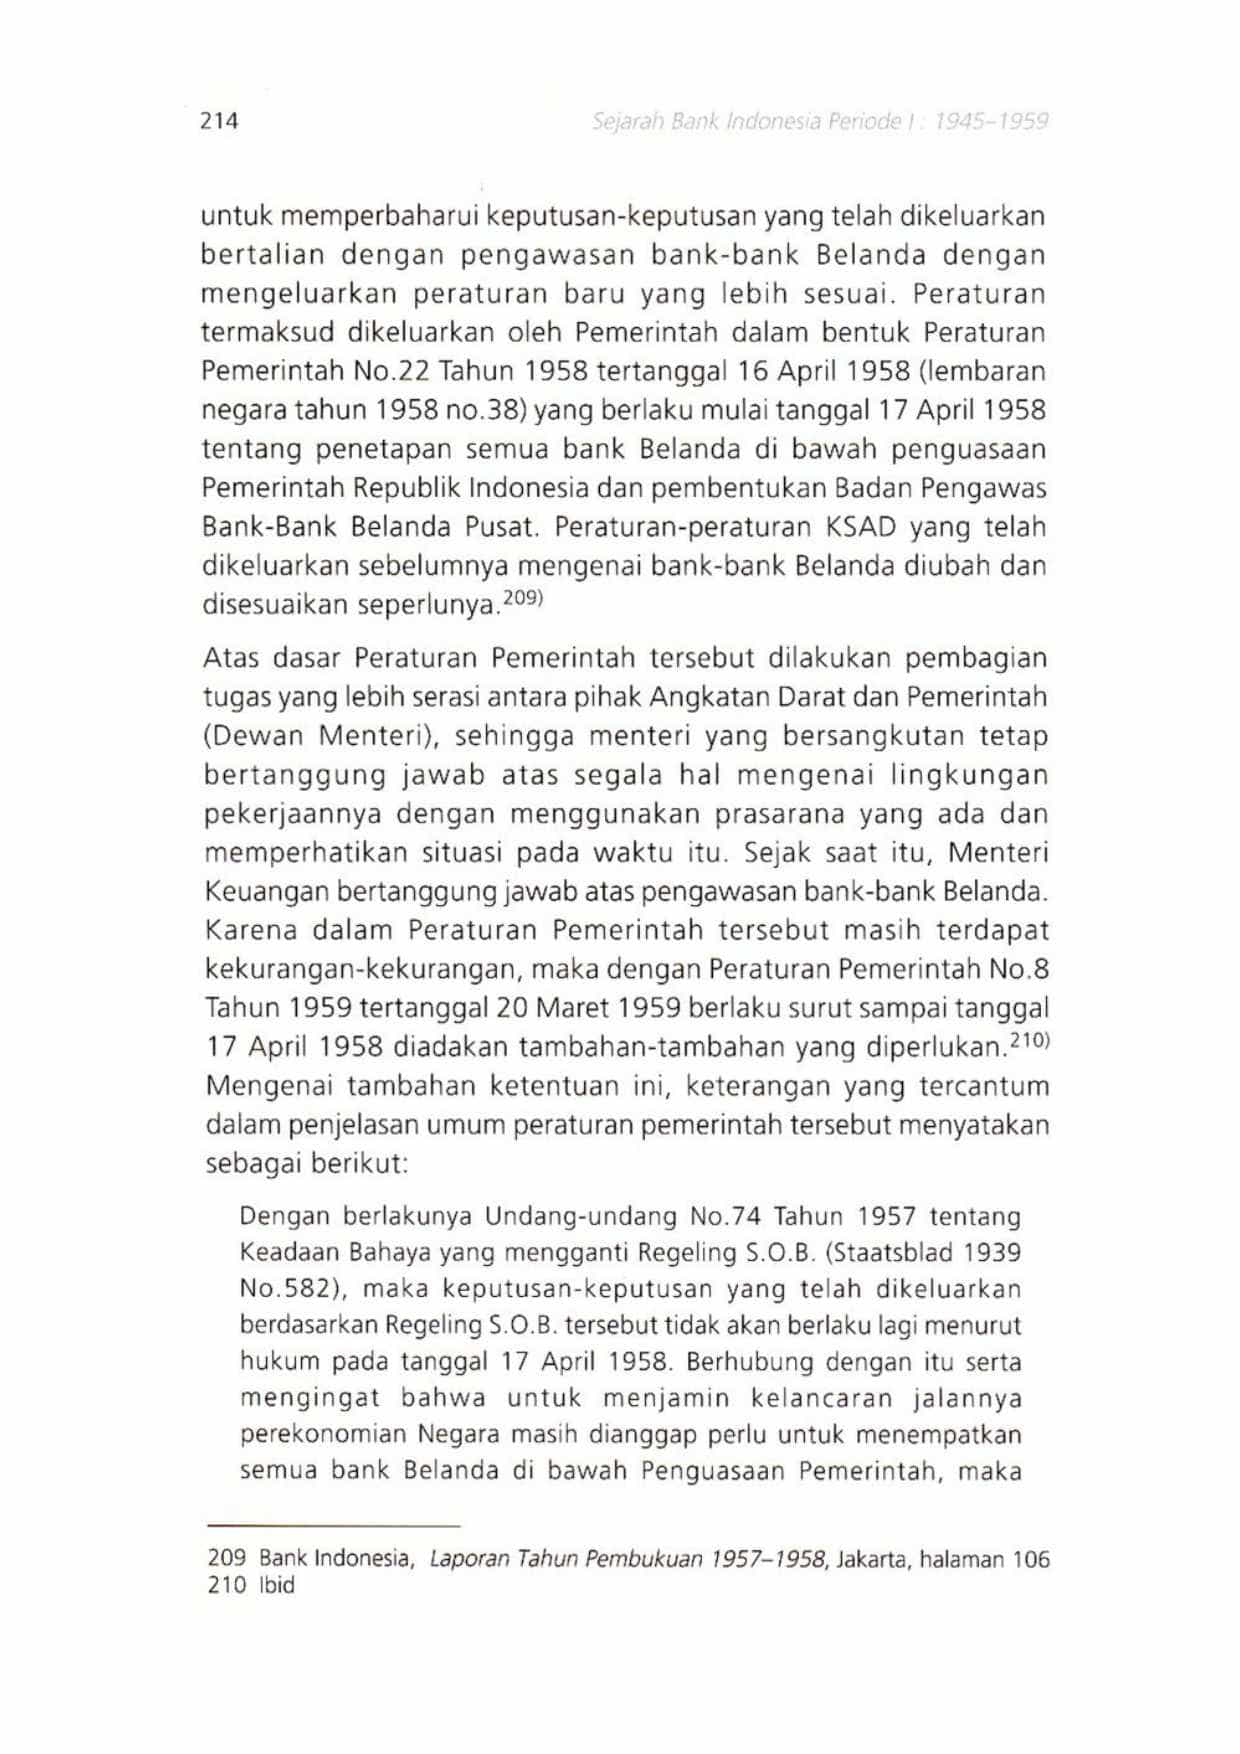 214
Sejarah Bank Indonesia Periode I : 1945–1959
untuk memperbaharui keputusan-keputusan yang telah dikeluarkan
bertalian dengan pengawasan bank-bank Belanda dengan
mengeluarkan peraturan baru yang lebih sesuai. Peraturan
termaksud dikeluarkan oleh Pemerintah dalam bentuk Peraturan
Pemerintah No.22 Tahun 1958 tertanggal 16 April 1958 (lembaran
negara tahun 1958 no.38) yang berlaku mulai tanggal 17 April 1958
tentang penetapan semua bank Belanda di bawah penguasaan
Pemerintah Republik Indonesia dan pembentukan Badan Pengawas
Bank-Bank Belanda Pusat. Peraturan-peraturan KSAD yang telah
dikeluarkan sebelumnya mengenai bank-bank Belanda diubah dan
disesuaikan seperlunya.209)
Atas dasar Peraturan Pemerintah tersebut dilakukan pembagian
tugas yang lebih serasi antara pihak Angkatan Darat dan Pemerintah
(Dewan Menteri), sehingga menteri yang bersangkutan tetap
bertanggung jawab atas segala hal mengenai lingkungan
pekerjaannya dengan menggunakan prasarana yang ada dan
memperhatikan situasi pada waktu itu. Sejak saat itu, Menteri
Keuangan bertanggung jawab atas pengawasan bank-bank Belanda.
Karena dalam Peraturan Pemerintah tersebut masih terdapat
kekurangan-kekurangan, maka dengan Peraturan Pemerintah No.8
Tahun 1959 tertanggal 20 Maret 1959 berlaku surut sampai tanggal
17 April 1958 diadakan tambahan-tambahan yang diperlukan.210)
Mengenai tambahan ketentuan ini, keterangan yang tercantum
dalam penjelasan umum peraturan pemerintah tersebut menyatakan
sebagai berikut:
Dengan berlakunya Undang-undang No.74 Tahun 1957 tentang
Keadaan Bahaya yang mengganti Regeling S.O.B. (Staatsblad 1939
No.582), maka keputusan-keputusan yang telah dikeluarkan
berdasarkan Regeling S.O.B. tersebut tidak akan berlaku lagi menurut
hukum pada tanggal 17 April 1958. Berhubung dengan itu serta
mengingat bahwa untuk menjamin kelancaran jalannya
perekonomian Negara masih dianggap perlu untuk menempatkan
semua bank Belanda di bawah Penguasaan Pemerintah, maka
209 Bank Indonesia, Laporan Tahun Pembukuan 1957–1958, Jakarta, halaman 106
210 Ibid